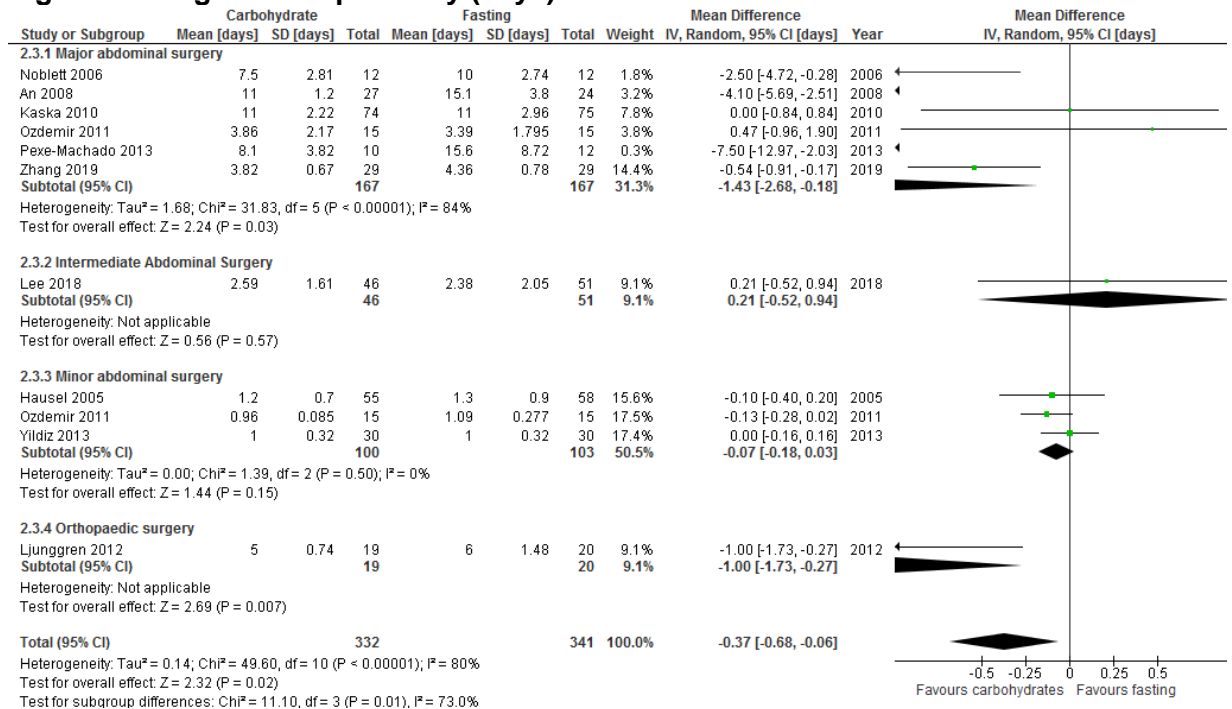 Carbohydrate Fasting Mean Difference Mean Difference
Study or Subgroup Mean [days] SD [days] Total Mean [days] SD [days] Total Weight IV, Random, 95% CI [days] Year IV, Random, 95% CI [days]
2.3.1 Major abdominal surgery
Noblett 2006 7.5 2.81 12 10 2.74 12 1.8% -2.50 [-4.72, -0.28] 2006
An 2008 11 1.2 27 15.1 3.8 24 3.2% -4.10 [-5.69, -2.51] 2008
Kaska 2010 11 2.22 74 11 2.96 75 7.8% 0.00 [-0.84, 0.84] 2010
Ozdemir 2011 3.86 2.17 15 3.39 1.795 15 3.8% 0.47 [-0.96, 1.90] 2011
Pexe-Machado 2013 8.1 3.82 10 15.6 8.72 12 0.3% -7.50 [-12.97, -2.03] 2013
Zhang 2019 3.82 0.67 29 4.36 0.78 29 14.4% -0.54 [-0.91, -0.17] 2019
Subtotal (95% CI) 167 167 31.3% -1.43 [-2.68, -0.18]
Heterogeneity: Tau² = 1.68; Chi² = 31.83, df = 5 (P < 0.00001); I² = 84%
Test for overall effect: Z = 2.24 (P = 0.03)
2.3.2 Intermediate Abdominal Surgery
Lee 2018 2.59 1.61 46 2.38 2.05 51 9.1% 0.21 [-0.52, 0.94] 2018
Subtotal (95% CI) 46 51 9.1% 0.21 [-0.52, 0.94]
Heterogeneity: Not applicable
Test for overall effect: Z = 0.56 (P = 0.57)
2.3.3 Minor abdominal surgery
Hausel 2005 1.2 0.7 55 1.3 0.9 58 15.6% -0.10 [-0.40, 0.20] 2005
Ozdemir 2011 0.96 0.085 15 1.09 0.277 15 17.5% -0.13 [-0.28, 0.02] 2011
Yildiz 2013 1 0.32 30 1 0.32 30 17.4% 0.00 [-0.16, 0.16] 2013
Subtotal (95% CI) 100 103 50.5% -0.07 [-0.18, 0.03]
Heterogeneity: Tau² = 0.00; Chi² = 1.39, df = 2 (P = 0.50); I² = 0%
Test for overall effect: Z = 1.44 (P = 0.15)
2.3.4 Orthopaedic surgery
Ljunggren 2012 5 0.74 19 6 1.48 20 9.1% -1.00 [-1.73, -0.27] 2012
Subtotal (95% CI) 19 20 9.1% -1.00 [-1.73, -0.27]
Heterogeneity: Not applicable
Test for overall effect: Z = 2.69 (P = 0.007)
Total (95% CI) 332 341 100.0% -0.37 [-0.68, -0.06]
Heterogeneity: Tau² = 0.14; Chi² = 49.60, df = 10 (P < 0.00001); I² = 80%
Test for overall effect: Z = 2.32 (P = 0.02)
Test for subgroup differences: Chi² = 11.10, df = 3 (P = 0.01), I² = 73.0%
-0.5 -0.25 0 0.25 0.5
Favours carbohydrates Favours fasting